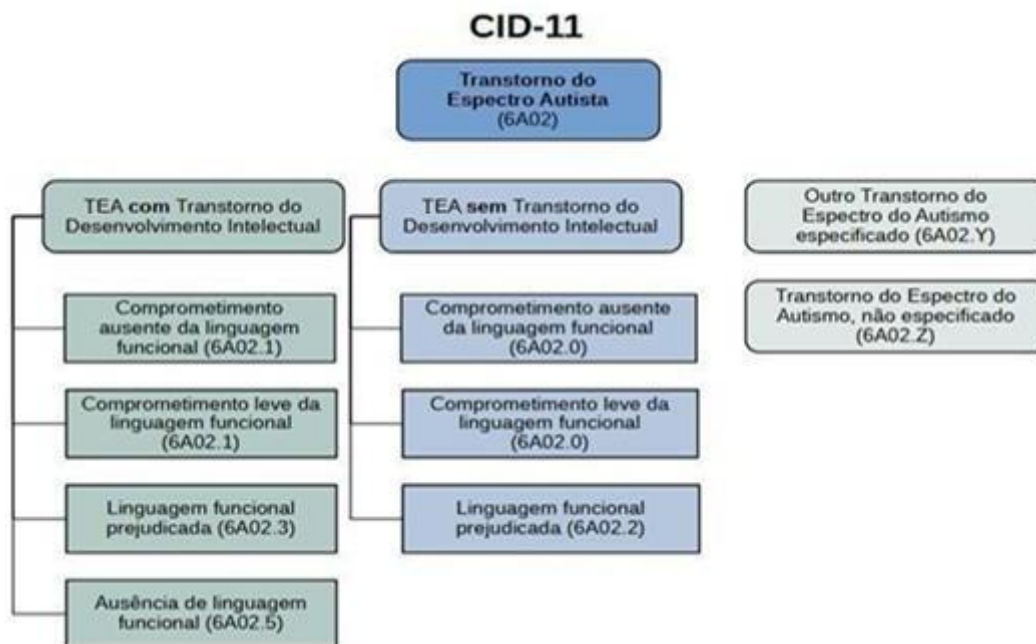 CID-11
Transtorno do
Espectro Autista
(6A02)
TEA com Transtorno do
Desenvolvimento Intelectual
Comprometimento
ausente da linguagem
funcional (6A02.1)
Comprometimento leve da
linguagem funcional
(6A02.1)
Linguagem funcional
prejudicada (6A02.3)
Ausência de linguagem
funcional (6A02.5)
TEA sem Transtorno do
Desenvolvimento Intelectual
Comprometimento ausente
da linguagem funcional
(6A02.0)
Comprometimento leve da
linguagem funcional
(6A02.0)
Linguagem funcional
prejudicada (6A02.2)
Outro Transtorno do
Espectro do Autismo
especificado (6A02.Y)
Transtorno do Espectro do
Autismo, não especificado
(6A02.Z)